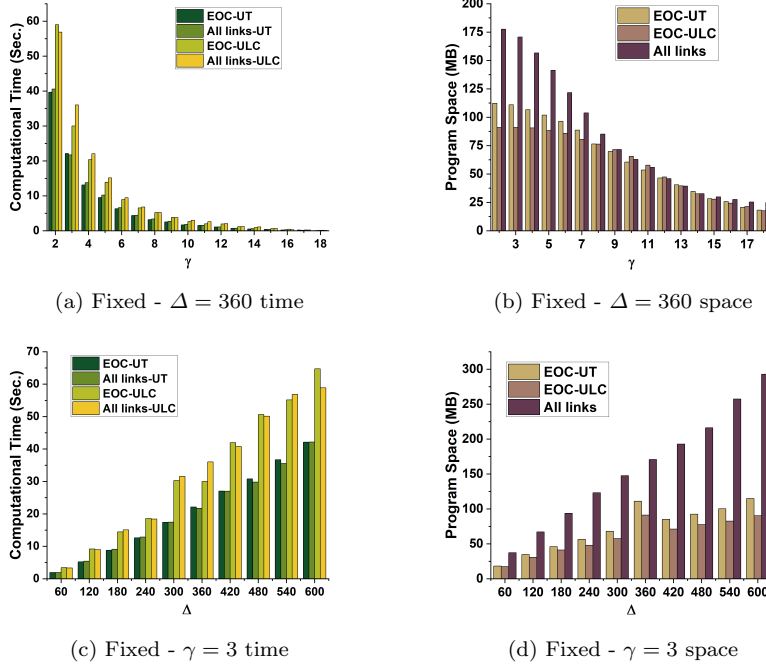 60
50
40
30
20
10
0
Computational Time (Sec.)
EOC-UT
All links-UT
EOC-ULC
All links-ULC
2 4 6 8 10 12 14 16 18
γ
(a) Fixed - Δ = 360 time
200
175
150
125
100
75
50
25
0
Program Space (MB)
EOC-UT
EOC-ULC
All links
3 5 7 9 11 13 15 17
γ
(b) Fixed - Δ = 360 space
70
60
50
40
30
20
10
0
Computational Time (Sec.)
EOC-UT
All links-UT
EOC-ULC
All links-ULC
60 120 180 240 300 360 420 480 540 600
Δ
(c) Fixed - γ = 3 time
300
250
200
150
100
50
0
Program Space (MB)
EOC-UT
EOC-ULC
All links
60 120 180 240 300 360 420 480 540 600
Δ
(d) Fixed - γ = 3 space